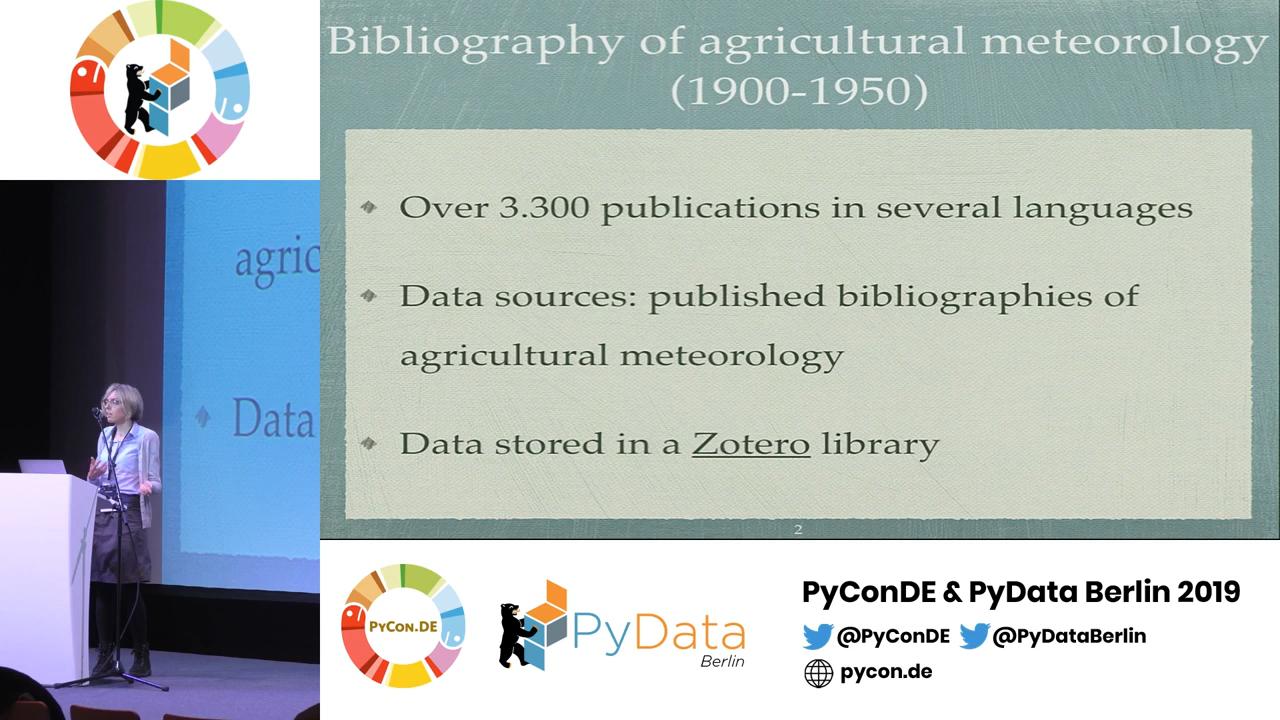 Bibliography of agricultural meteorology
(1900-1950)
Over 3.300 publications in several languages
Data sources: published bibliographies of
agricultural meteorology
Data stored in a Zotero library
2
agric
Data
PyCon.DE
PyData
Berlin
PyConDE & PyData Berlin 2019
@PyConDE @PyDataBerlin
pycon.de